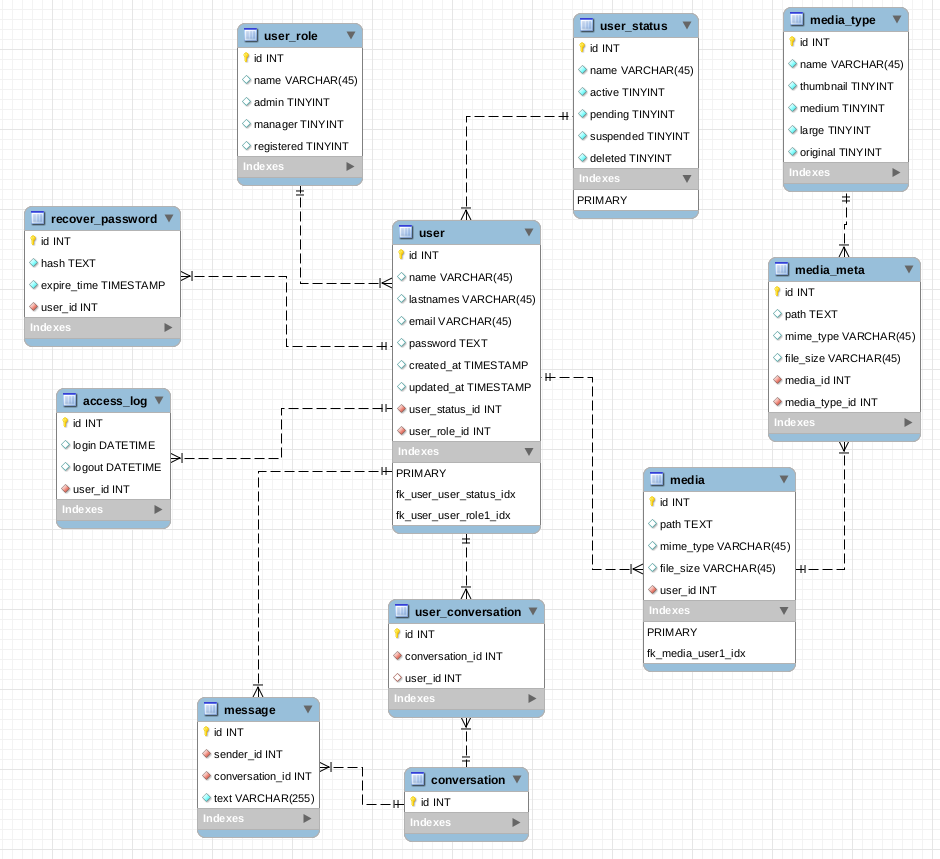 user_role
id INT
name VARCHAR(45)
admin TINYINT
manager TINYINT
registered TINYINT
Indexes
user_status
id INT
name VARCHAR(45)
active TINYINT
pending TINYINT
suspended TINYINT
deleted TINYINT
Indexes
PRIMARY
media_type
id INT
name VARCHAR(45)
thumbnail TINYINT
medium TINYINT
large TINYINT
original TINYINT
Indexes
recover_password
id INT
hash TEXT
expire_time TIMESTAMP
user_id INT
Indexes
user
id INT
name VARCHAR(45)
lastnames VARCHAR(45)
email VARCHAR(45)
password TEXT
created_at TIMESTAMP
updated_at TIMESTAMP
user_status_id INT
user_role_id INT
Indexes
PRIMARY
fk_user_user_status_idx
fk_user_user_role1_idx
media_meta
id INT
path TEXT
mime_type VARCHAR(45)
file_size VARCHAR(45)
media_id INT
media_type_id INT
Indexes
access_log
id INT
login DATETIME
logout DATETIME
user_id INT
Indexes
media
id INT
path TEXT
mime_type VARCHAR(45)
file_size VARCHAR(45)
user_id INT
Indexes
PRIMARY
fk_media_user1_idx
user_conversation
id INT
conversation_id INT
user_id INT
Indexes
message
id INT
sender_id INT
conversation_id INT
text VARCHAR(255)
Indexes
conversation
id INT
Indexes